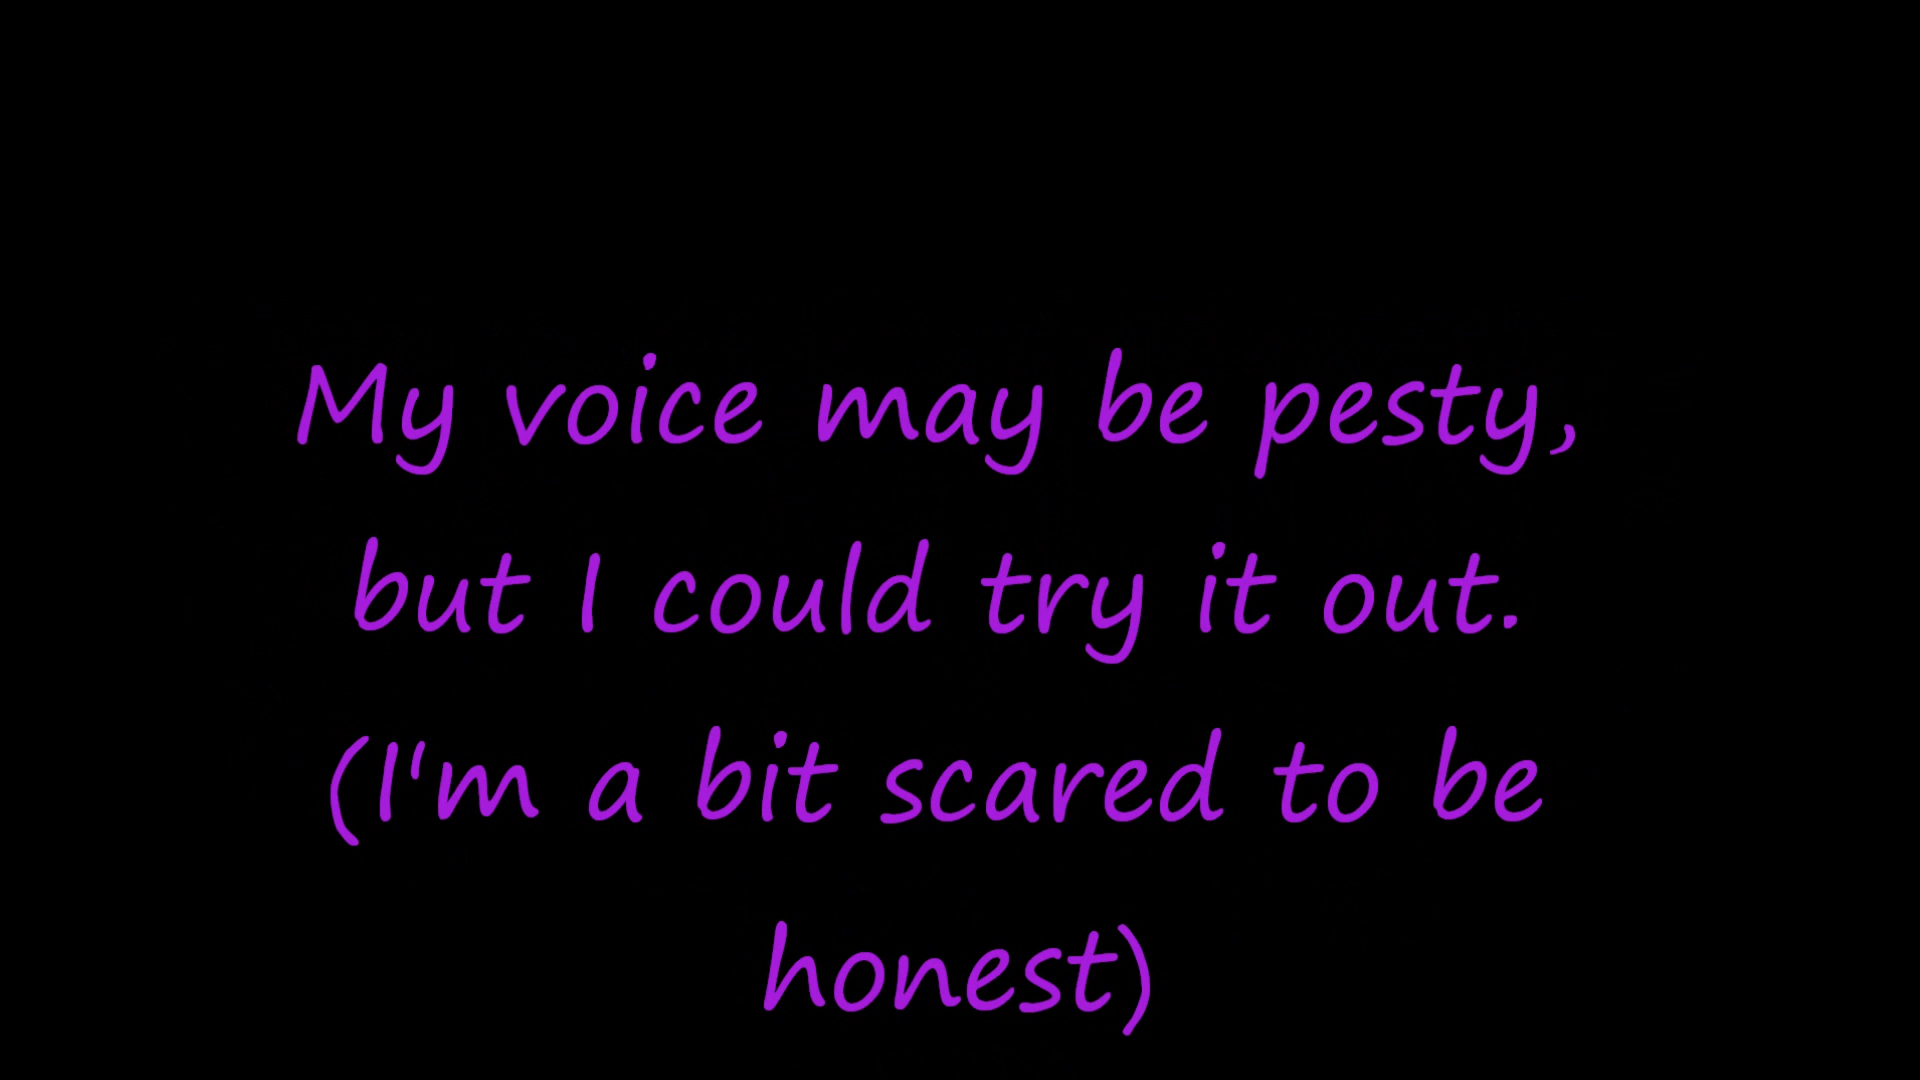 My voice may be pesty,
but I could try it out.
(I'm a bit scared to be
honest)